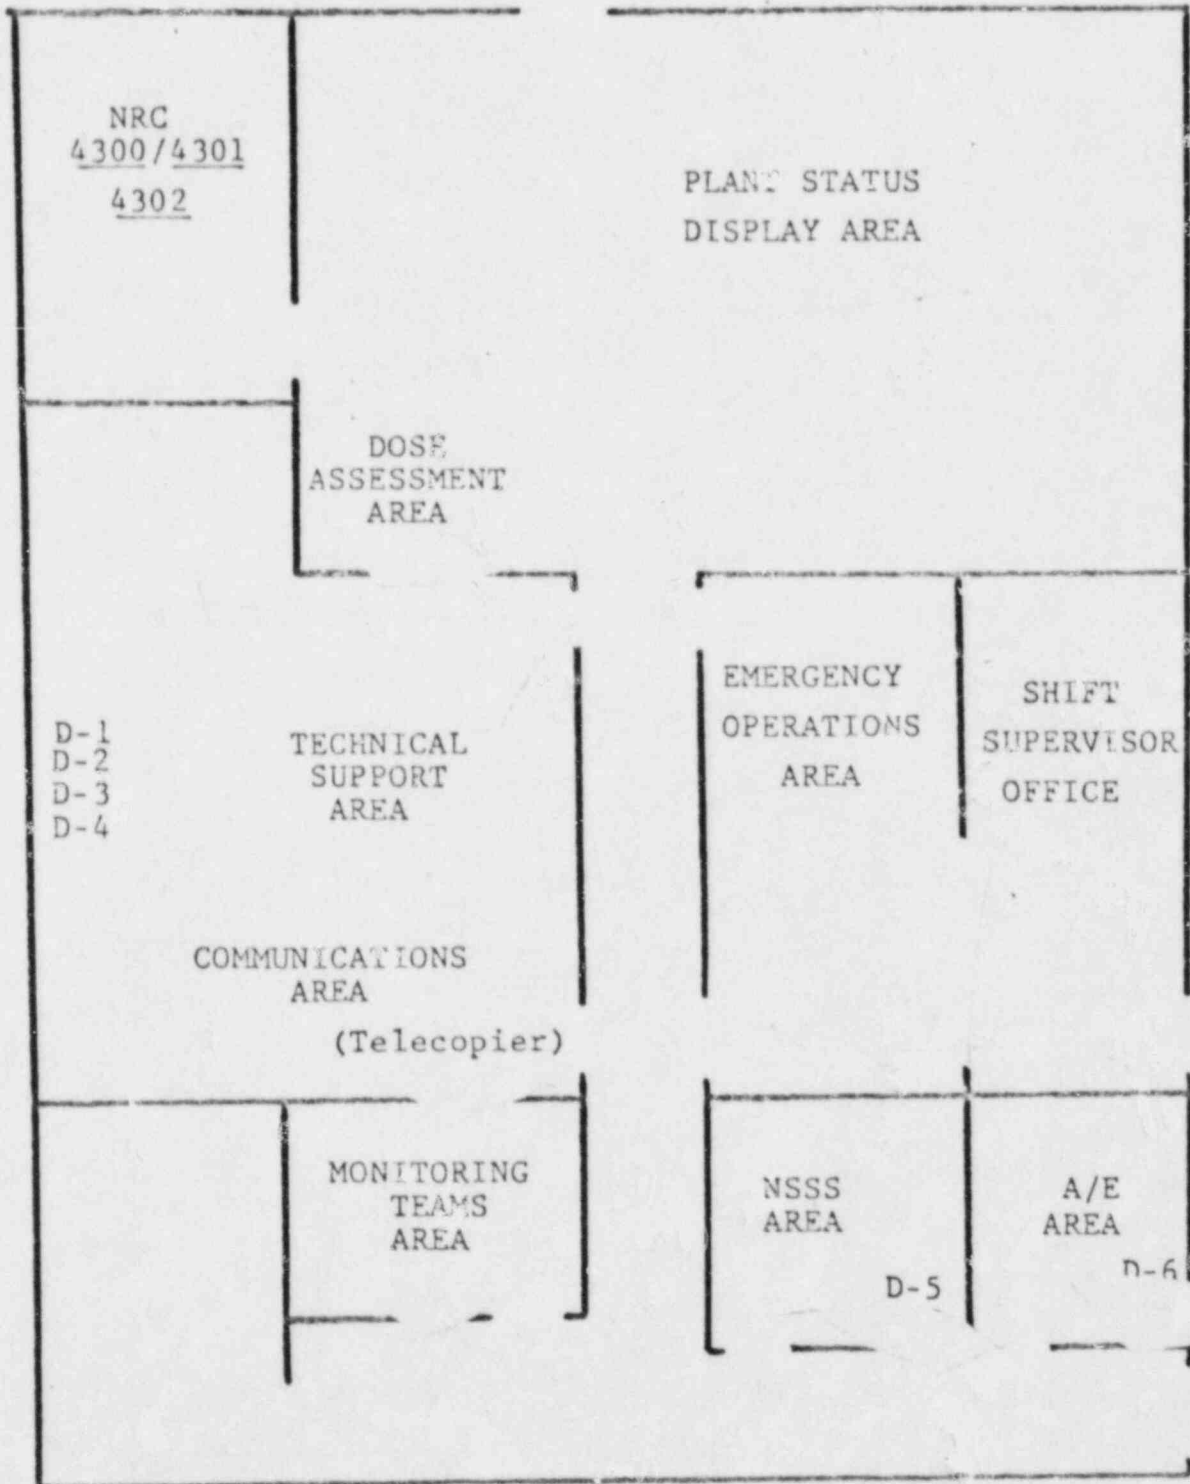 NRC
4300/4301
4302
PLANT STATUS
DISPLAY AREA
DOSE
ASSESSMENT
AREA
EMERGENCY
OPERATIONS
AREA
SHIFT
SUPERVISOR
OFFICE
D-1
D-2
D-3
D-4
TECHNICAL
SUPPORT
AREA
COMMUNICATIONS
AREA
(Telecopier)
MONITORING
TEAMS
AREA
NSSS
AREA
D-5
A/E
AREA
D-6